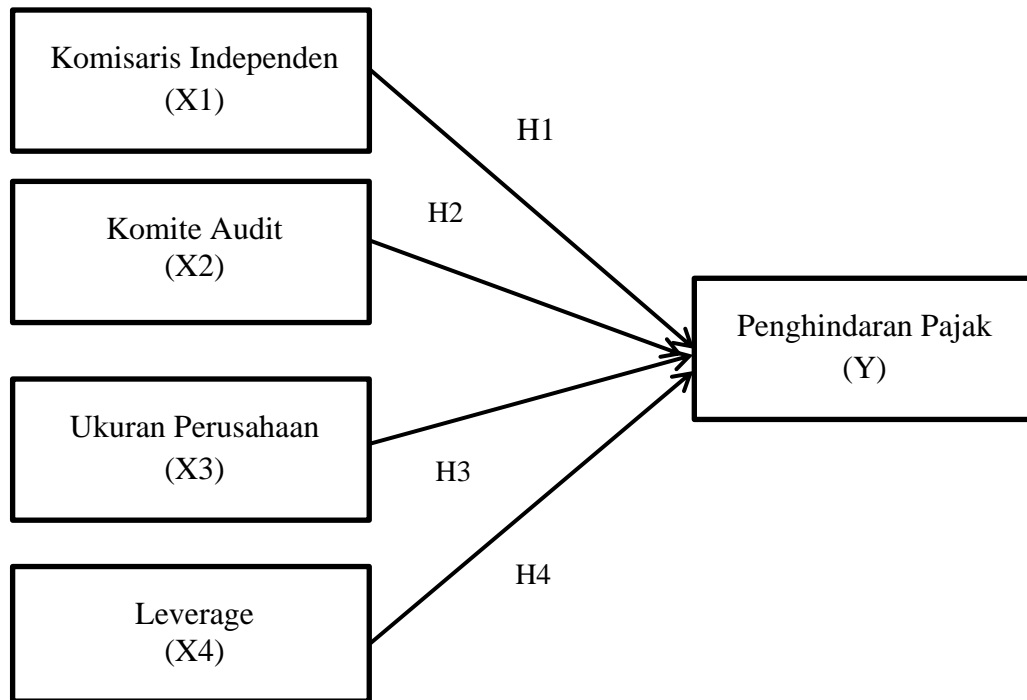 Komisaris Independen
(X1)
H1
Komite Audit
(X2)
H2
Penghindaran Pajak
(Y)
Ukuran Perusahaan
(X3)
H3
Leverage
(X4)
H4